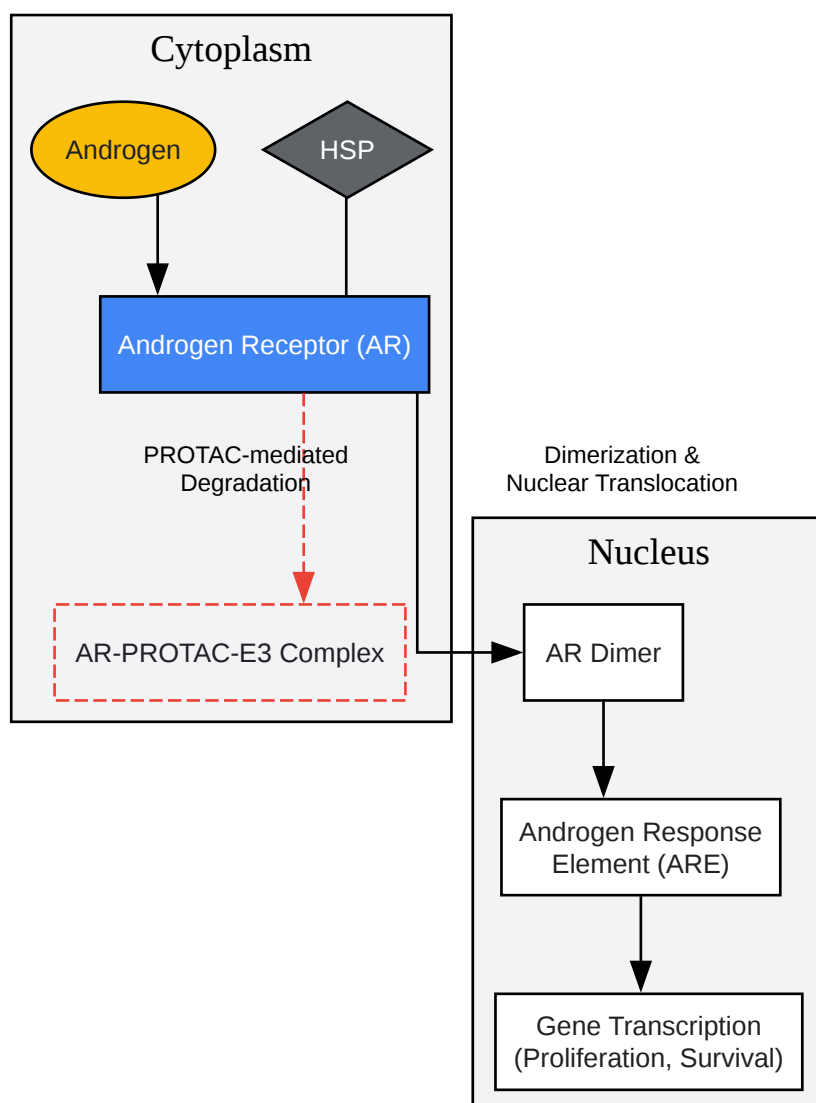 Cytoplasm
Androgen
HSP
Androgen Receptor (AR)
PROTAC-mediated
Degradation
Dimerization &
Nuclear Translocation
Nucleus
AR-PROTAC-E3 Complex
AR Dimer
Androgen Response
Element (ARE)
Gene Transcription
(Proliferation, Survival)